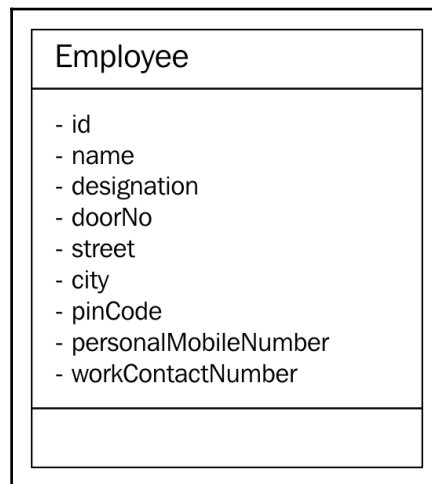 Employee
- id
- name
- designation
- doorNo
- street
- city
- pinCode
- personalMobileNumber
- workContactNumber